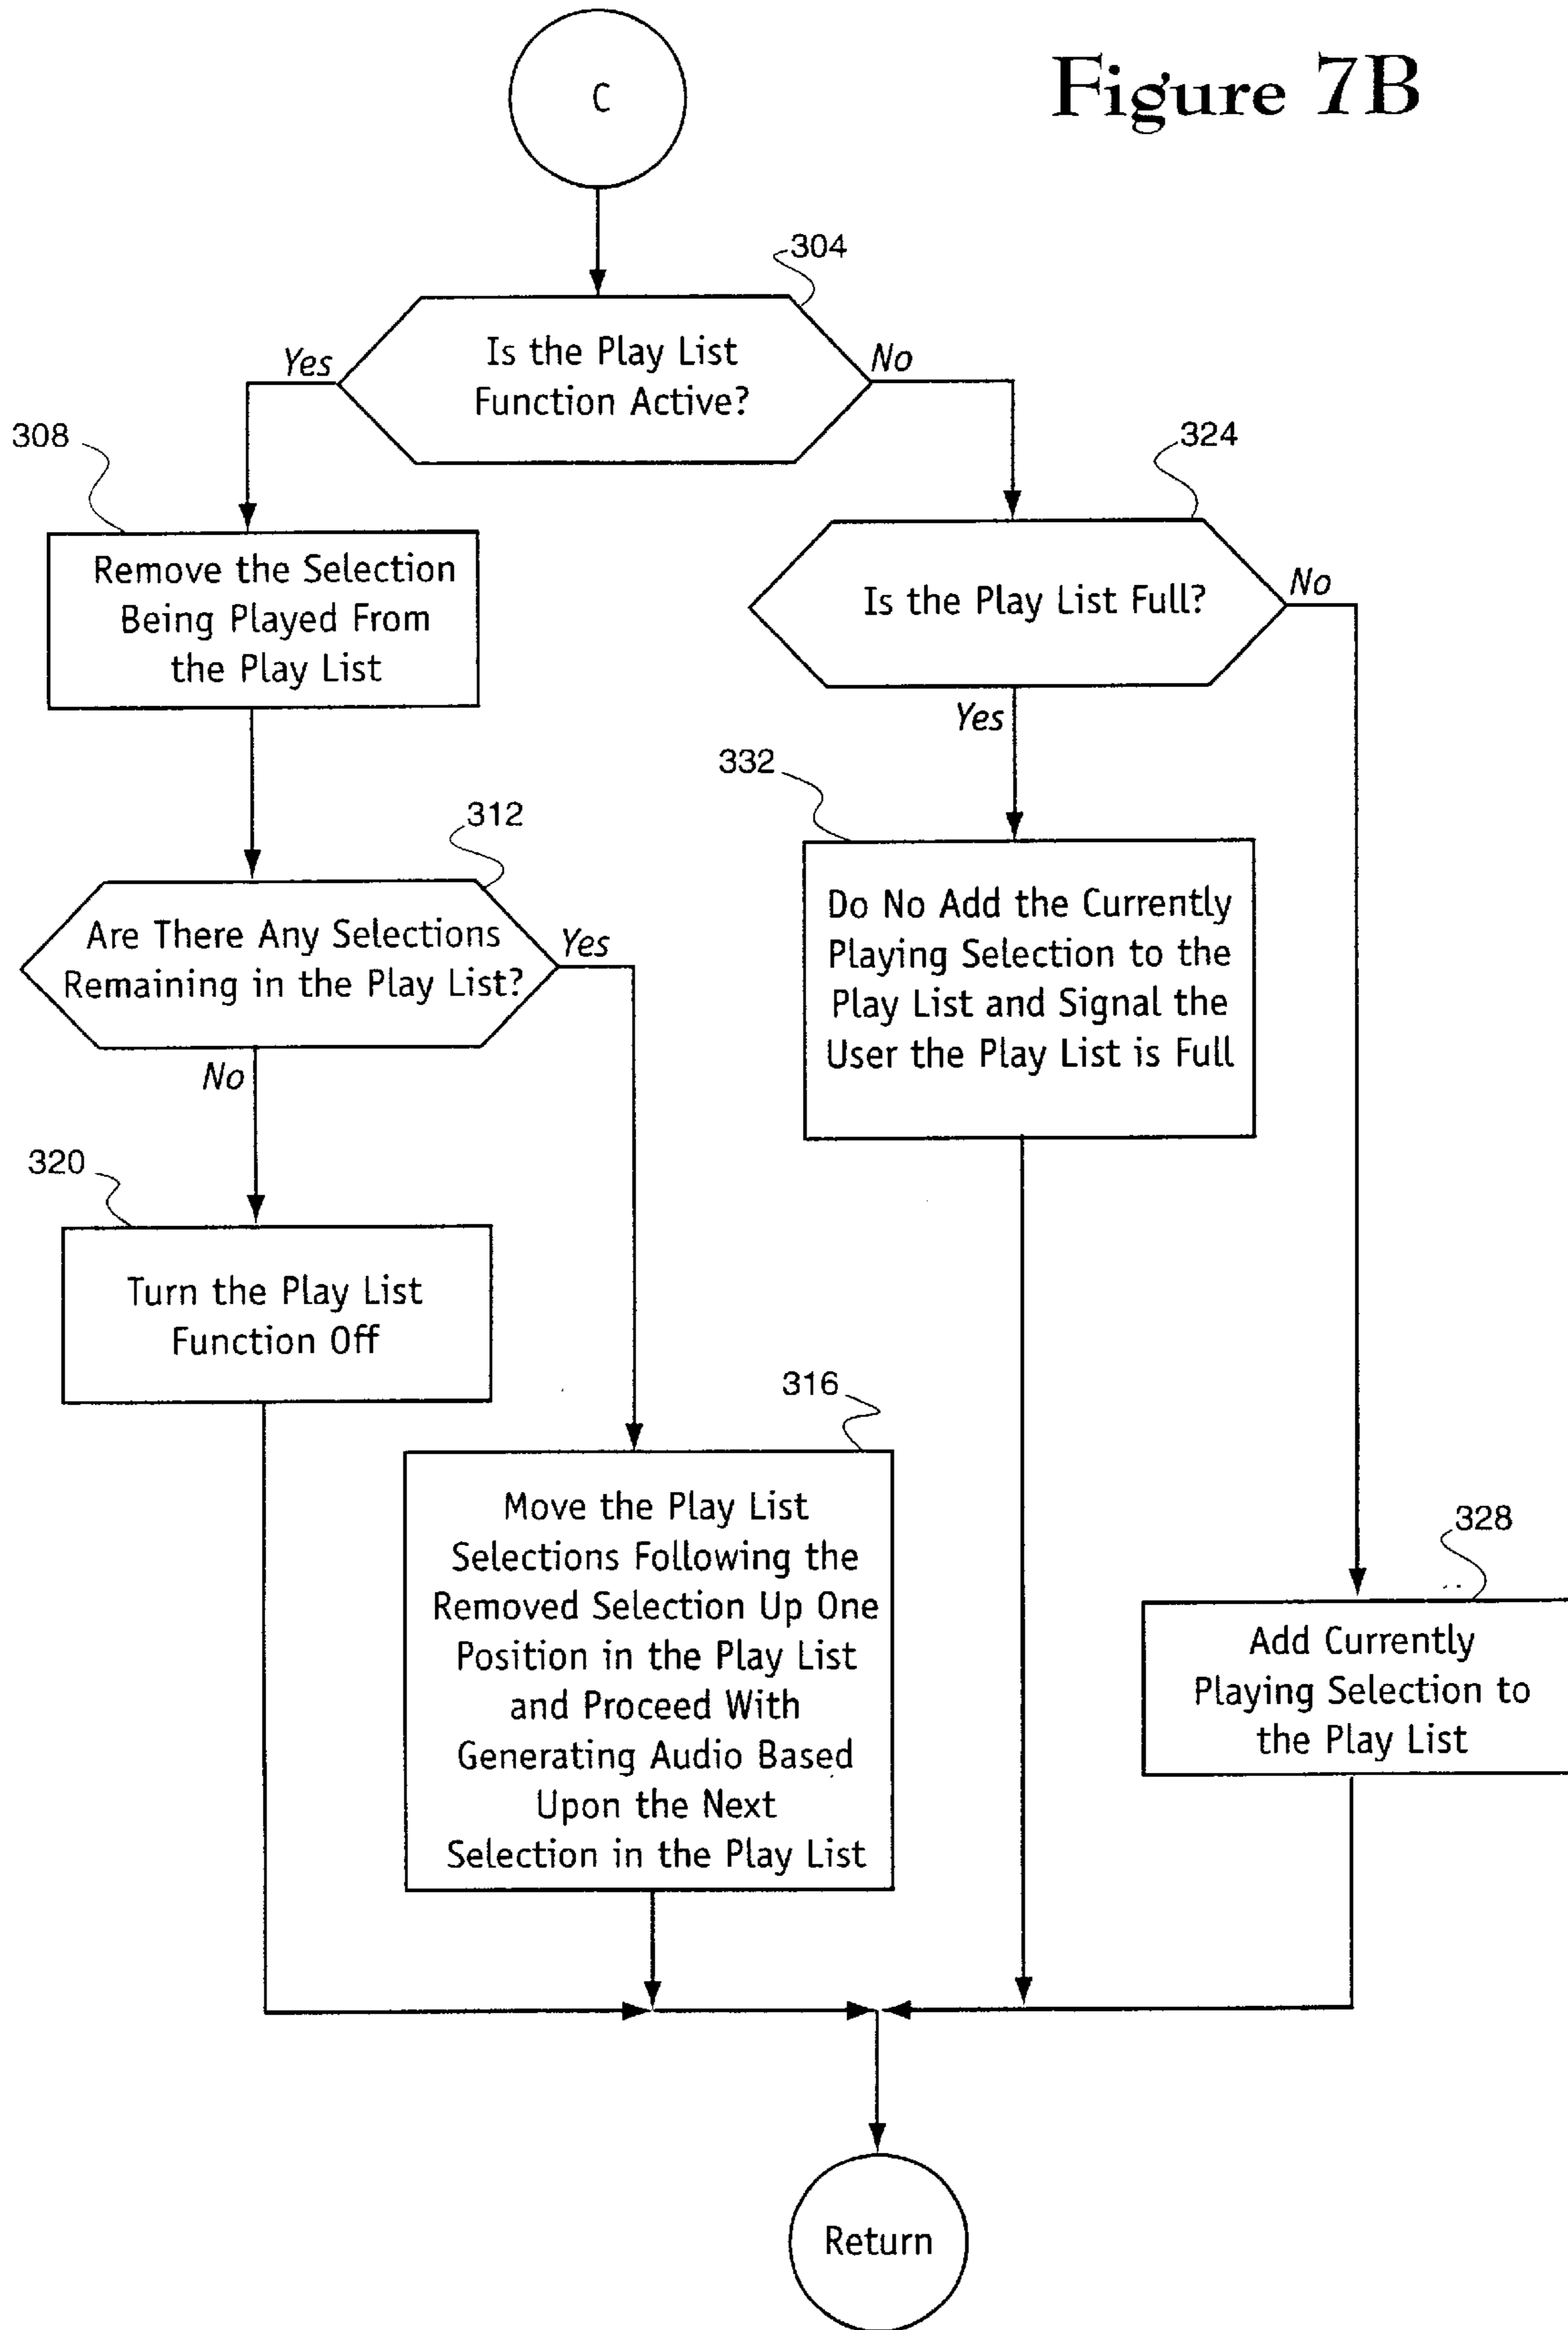 Figure 7B
C
304
Is the Play List
Function Active?
Yes
No
308
Remove the Selection
Being Played From
the Play List
324
Is the Play List Full?
No
Yes
312
Are There Any Selections
Remaining in the Play List?
Yes
No
332
Do No Add the Currently
Playing Selection to the
Play List and Signal the
User the Play List is Full
320
Turn the Play List
Function Off
316
Move the Play List
Selections Following the
Removed Selection Up One
Position in the Play List
and Proceed With
Generating Audio Based
Upon the Next
Selection in the Play List
328
Add Currently
Playing Selection to
the Play List
Return